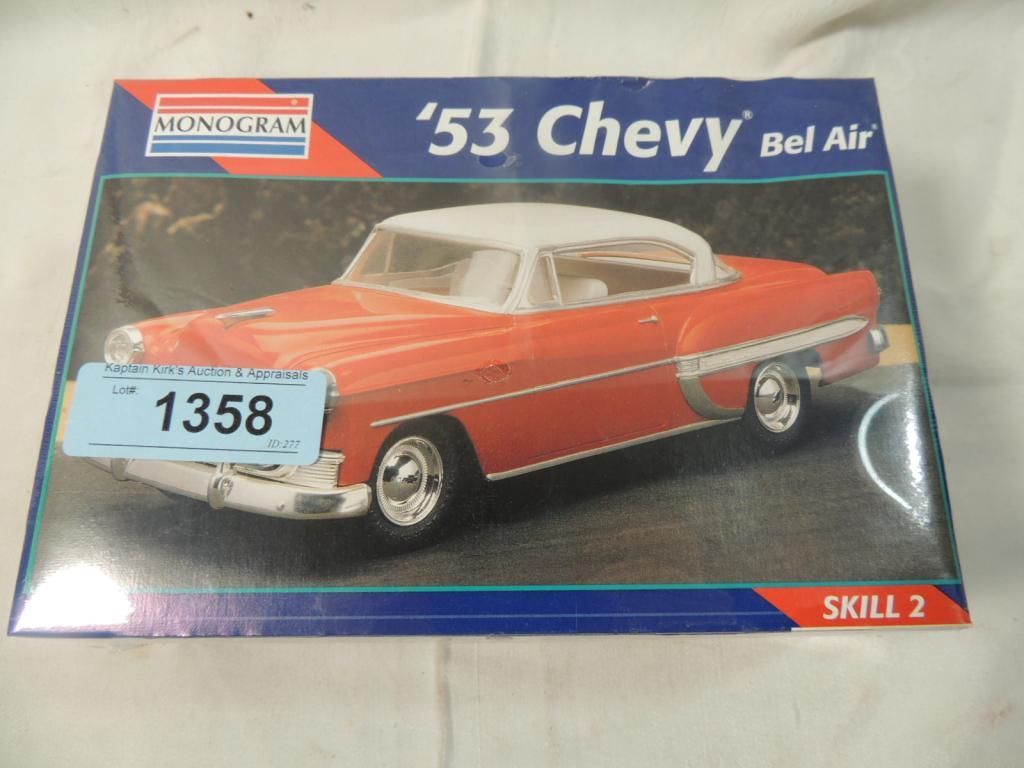 MONOGRAM
'53 Chevy® Bel Air®
Kaptain Kirk's Auction & Appraisals
Lot#:
1358
ID:277
SKILL 2